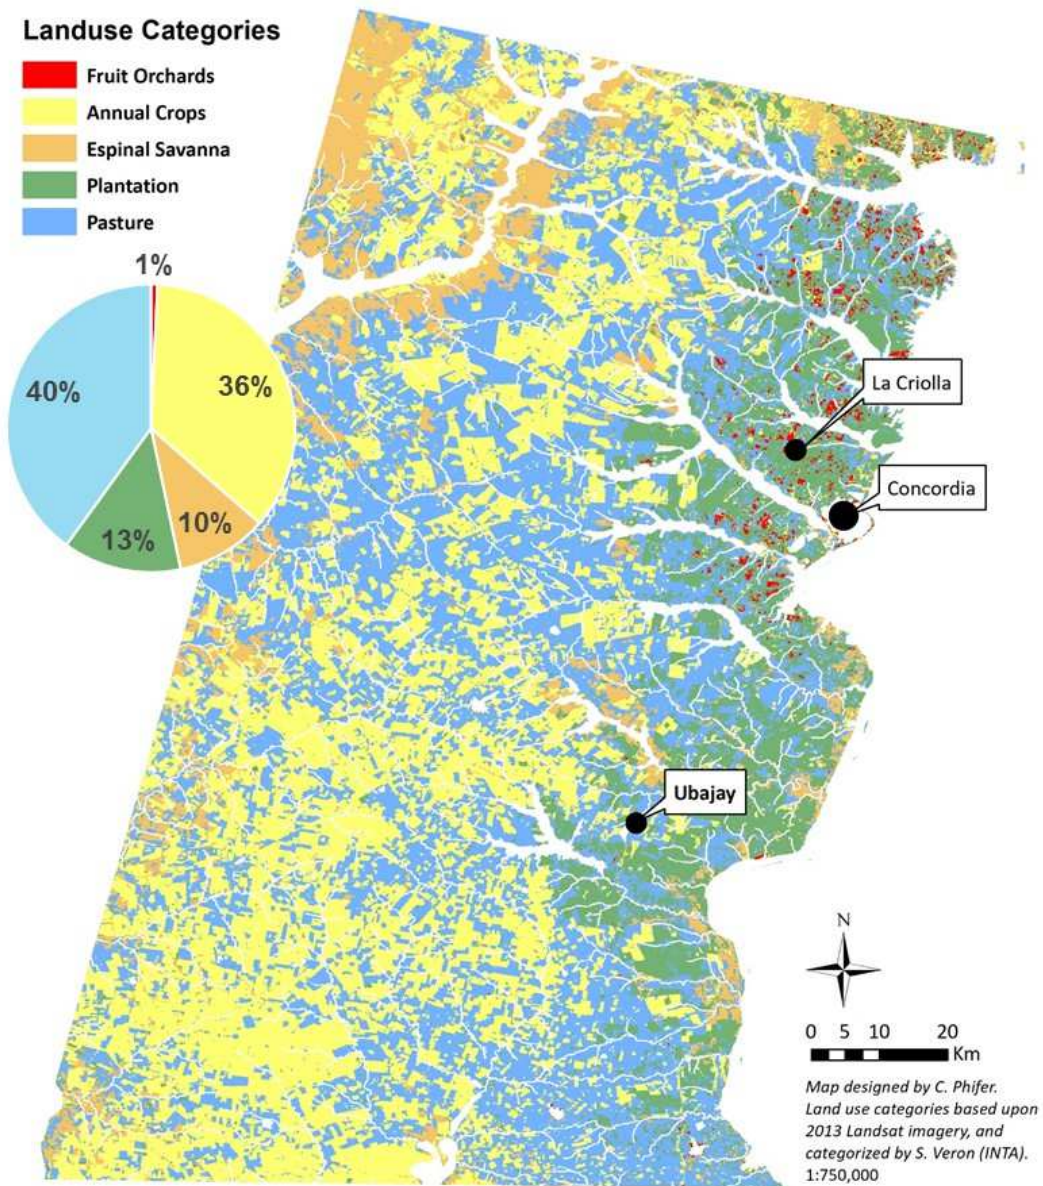 Landuse Categories
Fruit Orchards
Annual Crops
Espinal Savanna
Plantation
Pasture
1%
40%
36%
13%
10%
La Criolla
Concordia
Ubajay
N
0 5 10 20
Km
Map designed by C. Phifer.
Land use categories based upon
2013 Landsat imagery, and
categorized by S. Veron (INTA).
1:750,000